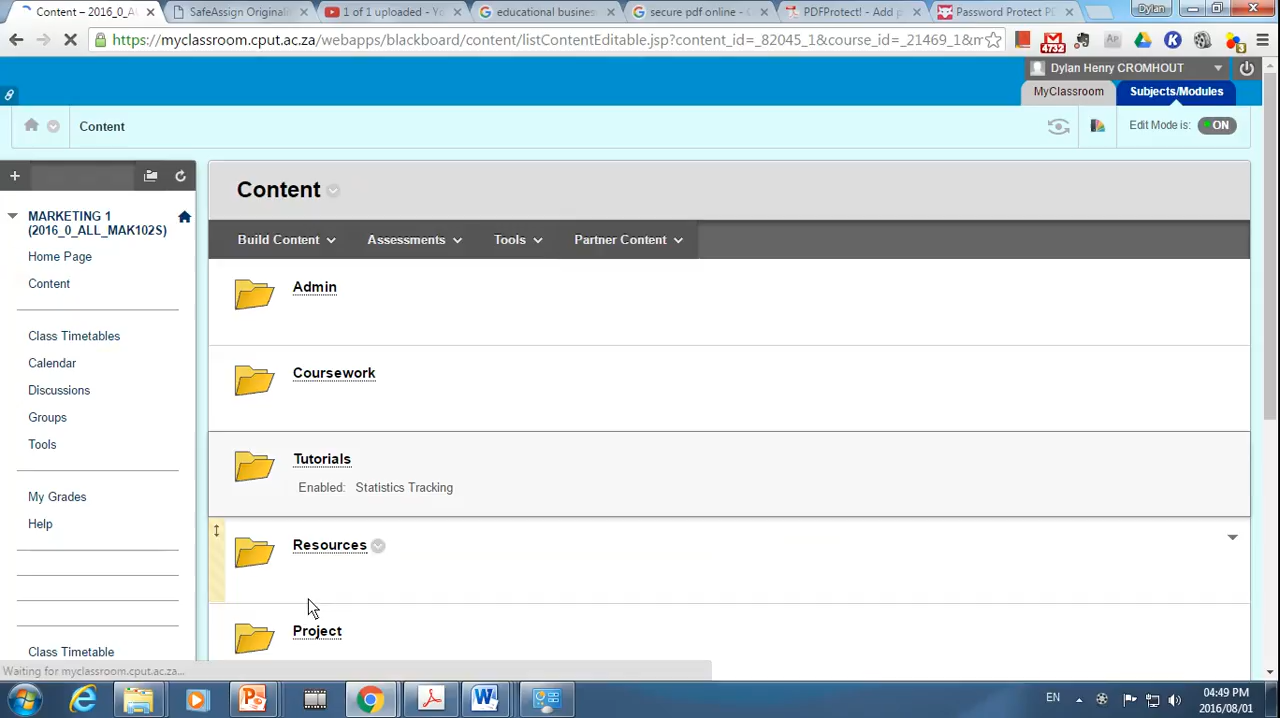 Dylan
Content – 2016_0_A
SafeAssign Originali
1 of 1 uploaded - Yo
educational busines
secure pdf online - G
PDFProtect! - Add p
Password Protect PD
https://myclassroom.cput.ac.za/webapps/blackboard/content/listContentEditable.jsp?content_id=_82045_1&course_id=_21469_1&m
4732
AP
K
3
Dylan Henry CROMHOUT
MyClassroom
Subjects/Modules
Content
Edit Mode is:
ON
Content
MARKETING 1
(2016_0_ALL_MAK102S)
Build Content
Assessments
Tools
Partner Content
Home Page
Content
Admin
Class Timetables
Calendar
Coursework
Discussions
Groups
Tools
Tutorials
Enabled: Statistics Tracking
My Grades
Help
Resources
Project
Class Timetable
Waiting for myclassroom.cput.ac.za...
EN
04:49 PM
2016/08/01